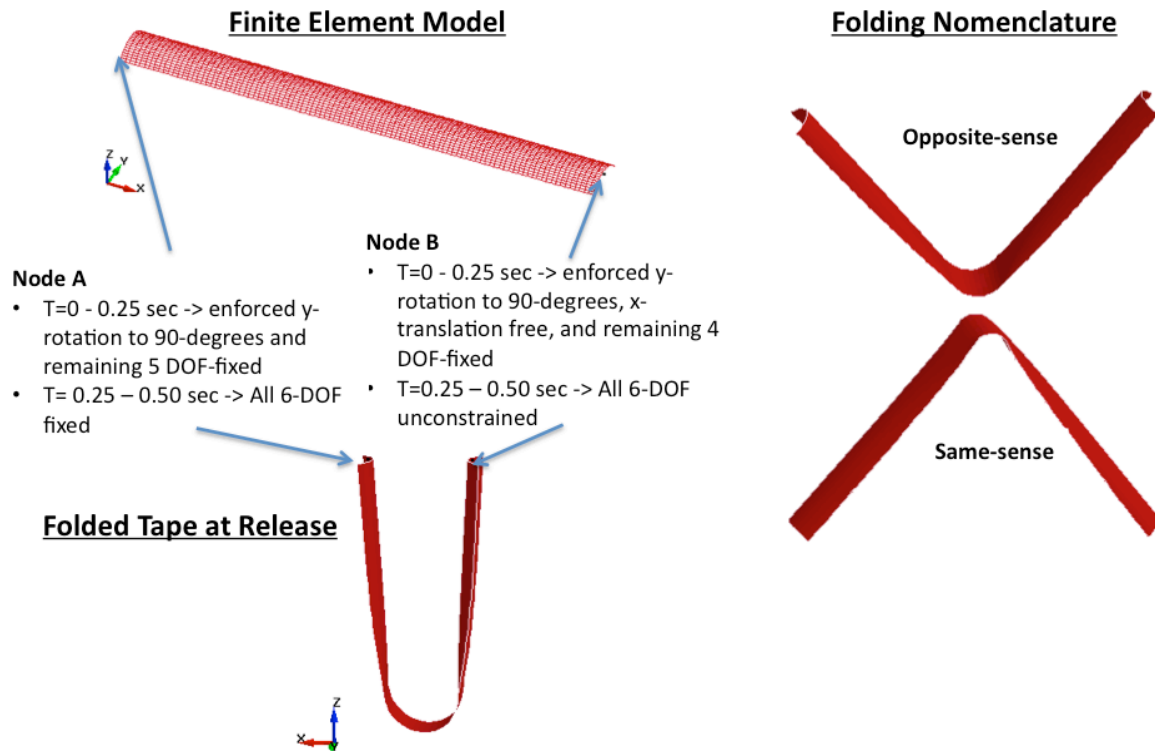 Finite Element Model
Folding Nomenclature
Z
Y
X
Opposite-sense
Node A
• T=0 - 0.25 sec -> enforced y-
rotation to 90-degrees and
remaining 5 DOF-fixed
• T= 0.25 – 0.50 sec -> All 6-DOF
fixed
Node B
• T=0 - 0.25 sec -> enforced y-
rotation to 90-degrees, x-
translation free, and remaining 4
DOF-fixed
• T=0.25 – 0.50 sec -> All 6-DOF
unconstrained
Same-sense
Folded Tape at Release
Z
X
Y